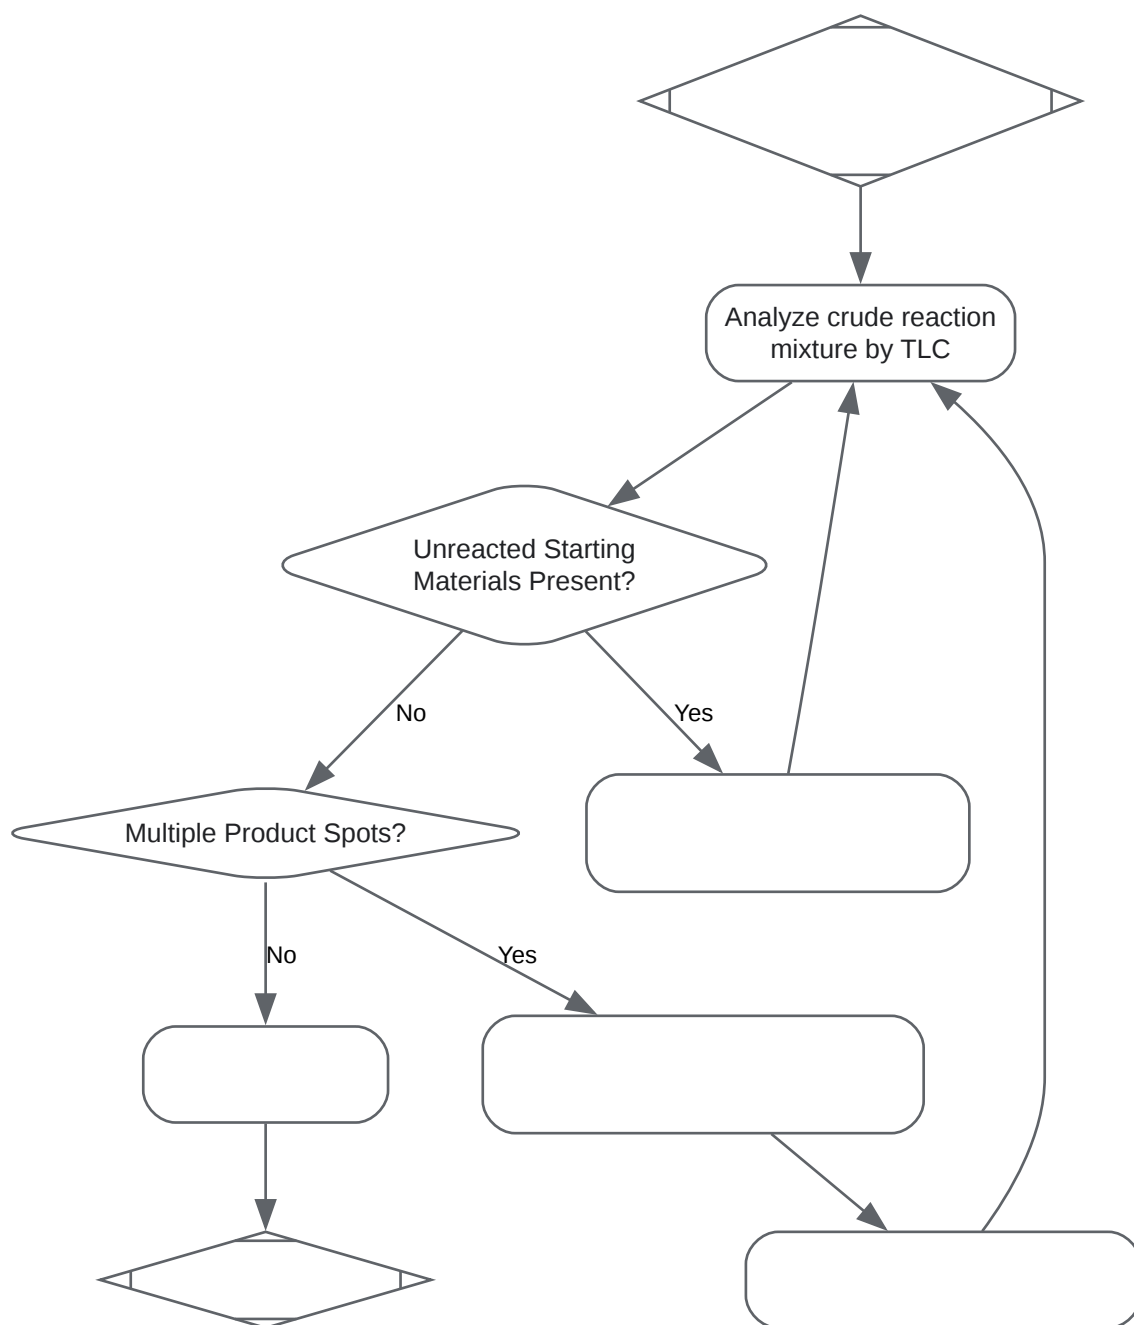 Analyze crude reaction
mixture by TLC
Unreacted Starting
Materials Present?
No
Yes
Multiple Product Spots?
No
Yes